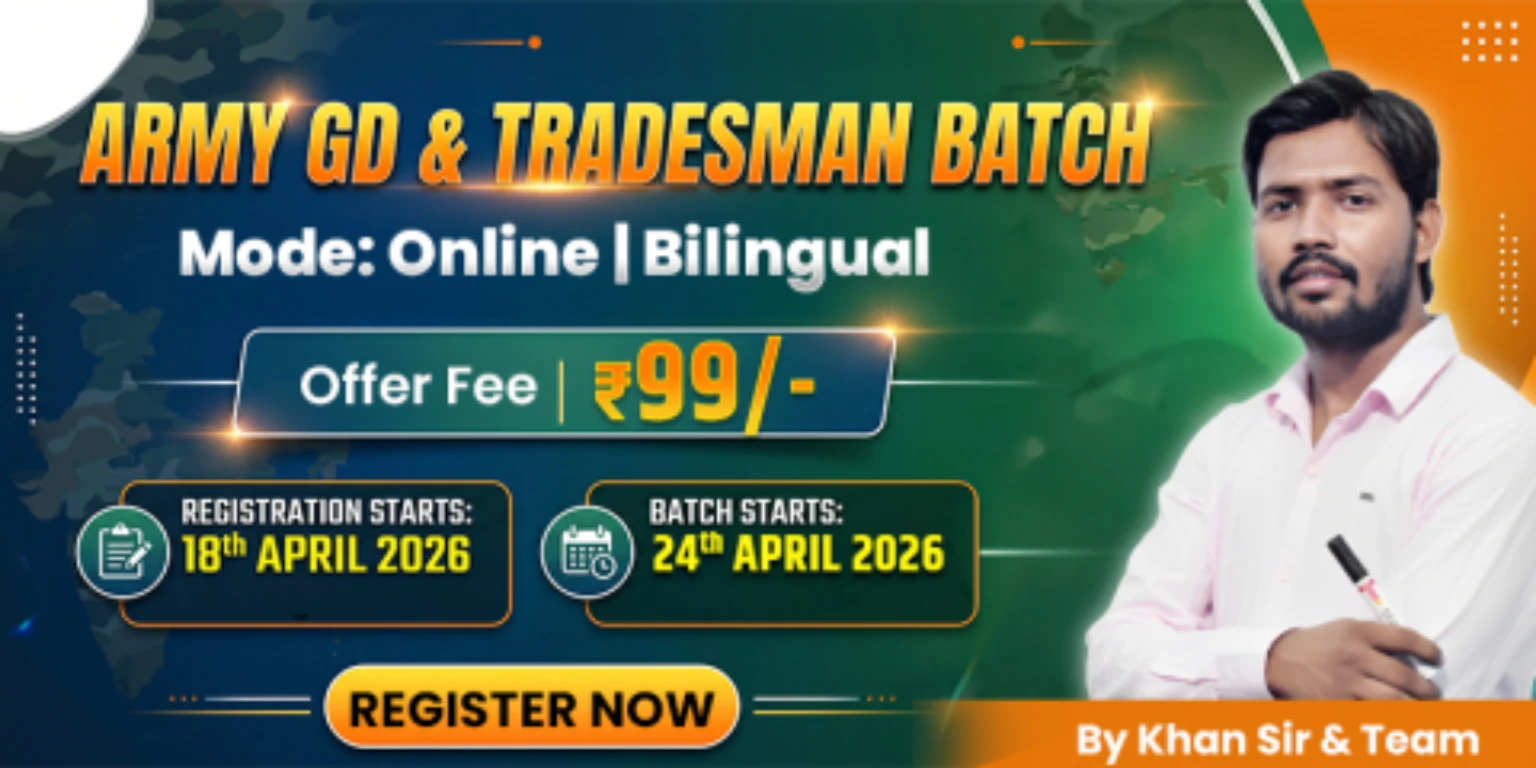 ARMY GD & TRADESMAN BATCH
Mode: Online | Bilingual
Offer Fee | ₹99/-
REGISTRATION STARTS:
18th APRIL 2026
BATCH STARTS:
24th APRIL 2026
REGISTER NOW
By Khan Sir & Team